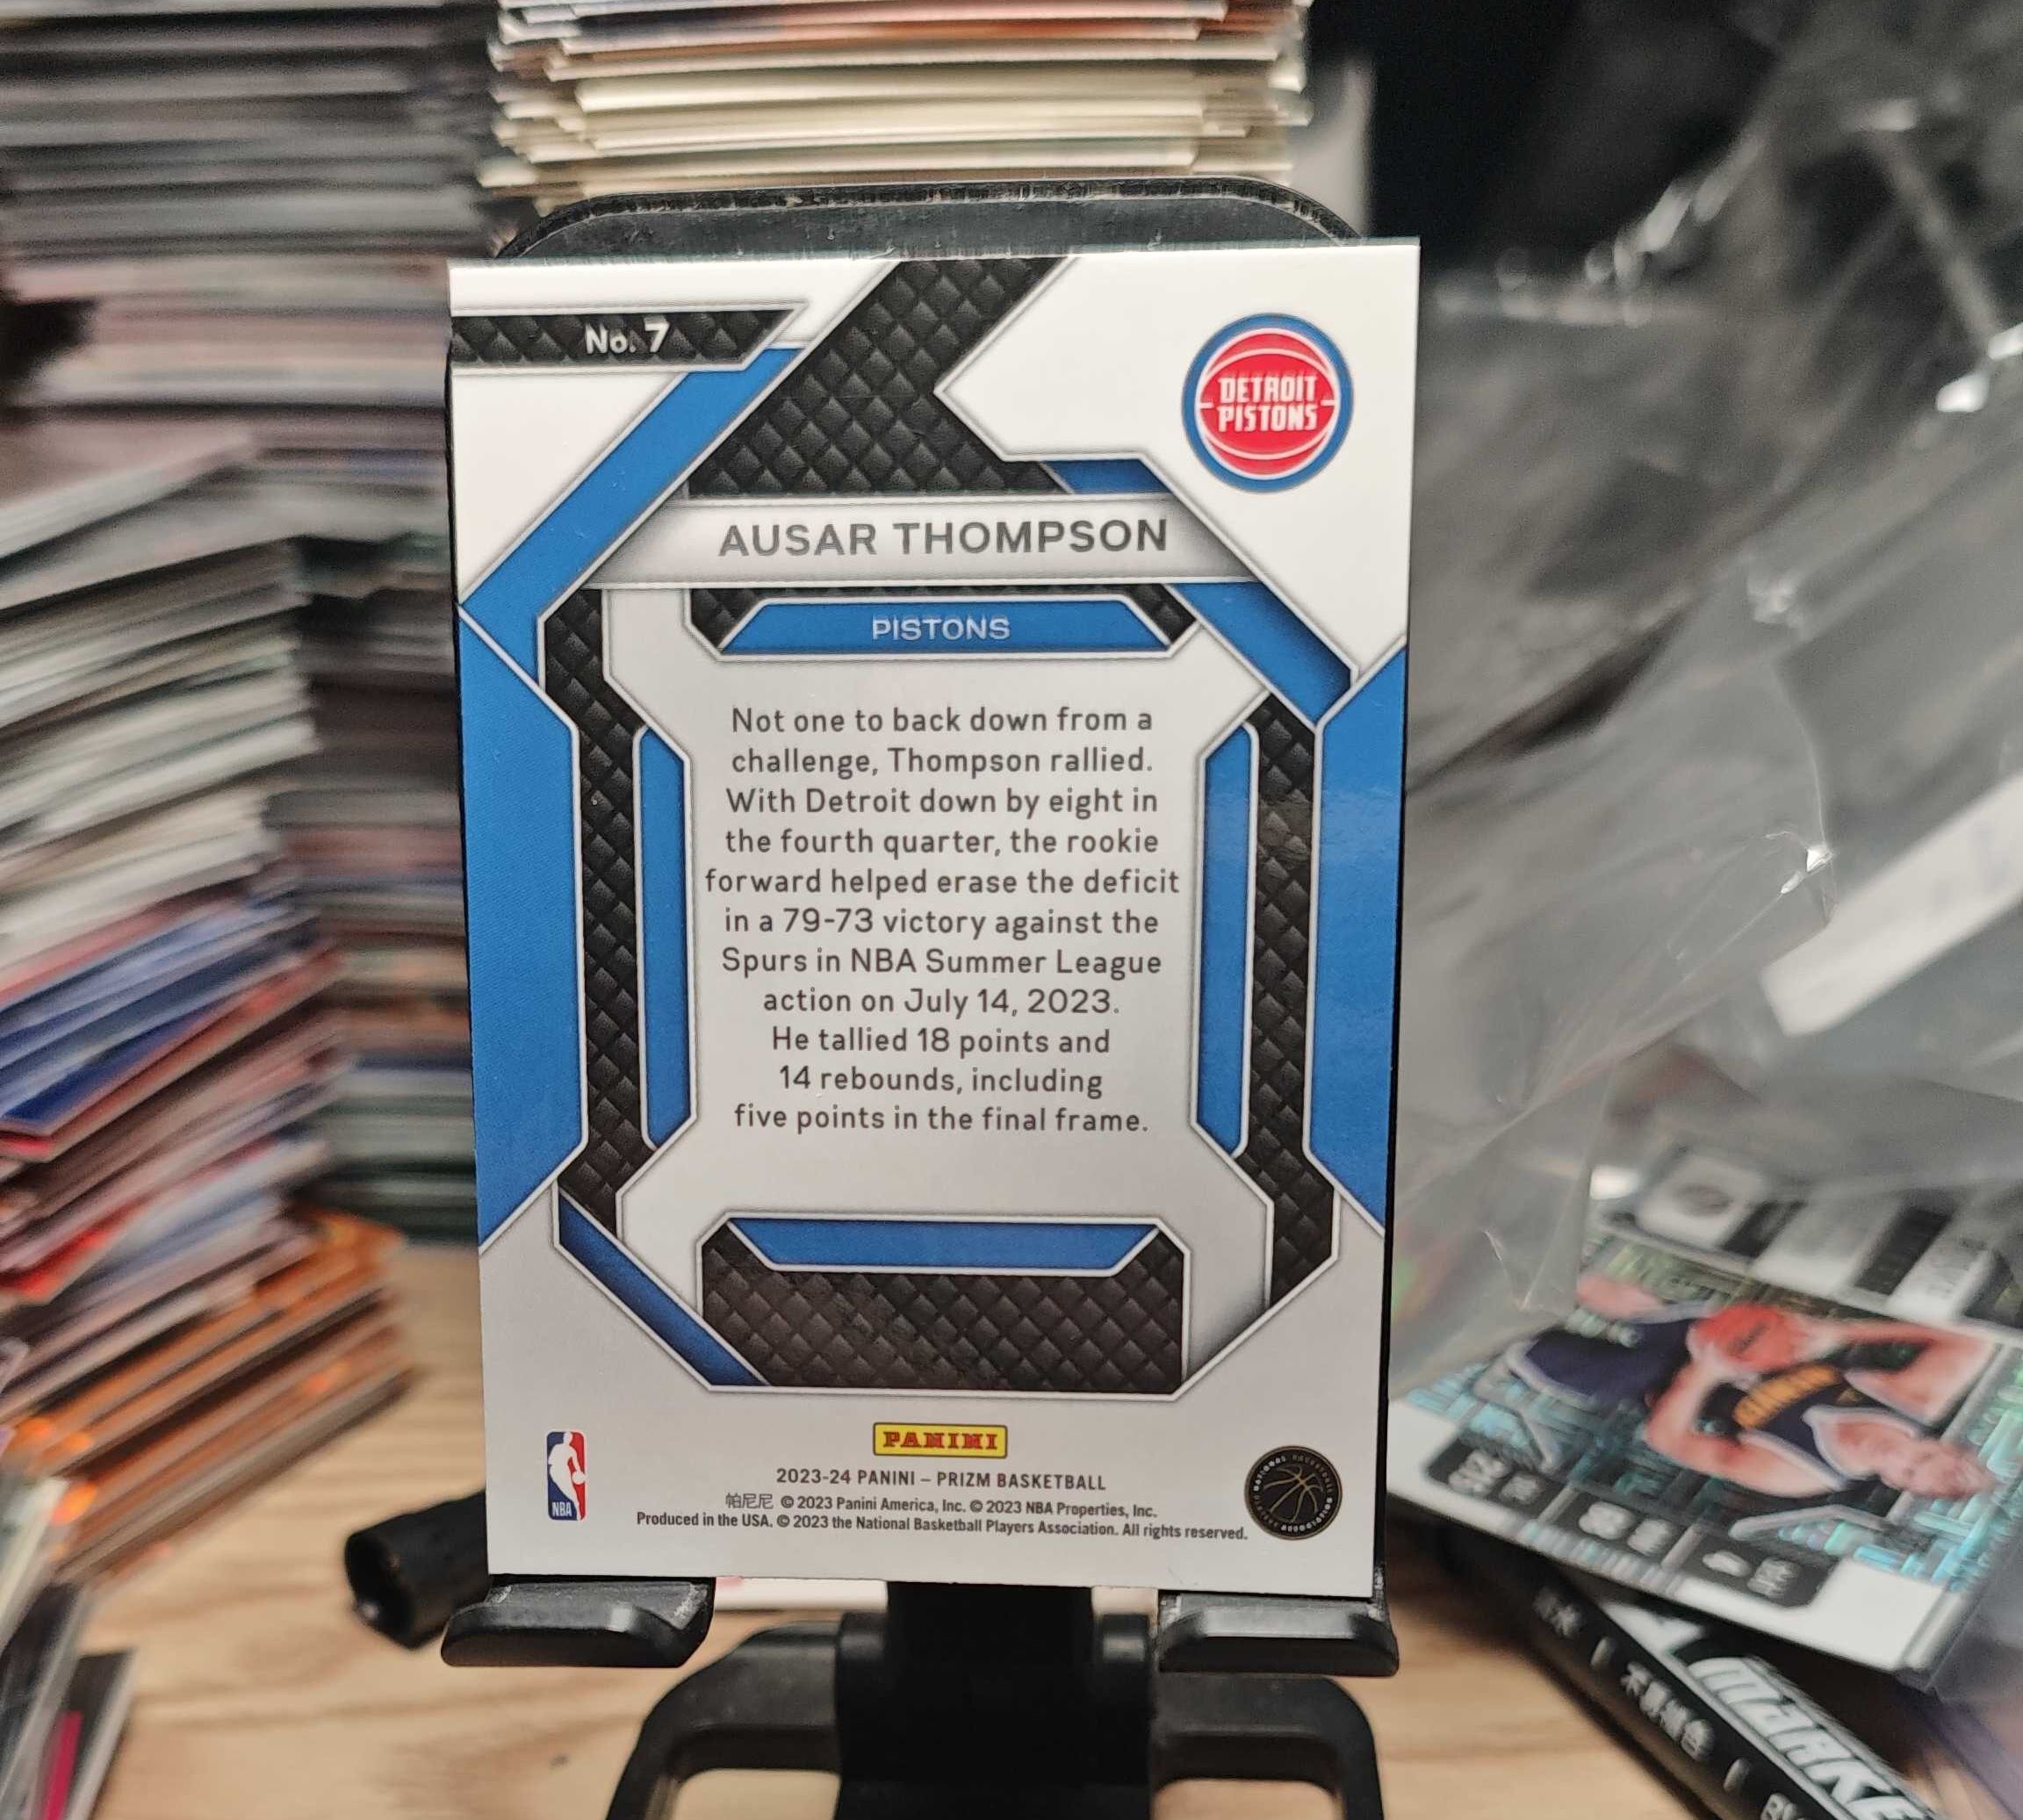 No. 7
DETROIT
PISTONS
AUSAR THOMPSON
PISTONS
Not one to back down from a
challenge, Thompson rallied.
With Detroit down by eight in
the fourth quarter, the rookie
forward helped erase the deficit
in a 79-73 victory against the
Spurs in NBA Summer League
action on July 14, 2023.
He tallied 18 points and
14 rebounds, including
five points in the final frame.
PANINI
NBA
2023-24 PANINI – PRIZM BASKETBALL
帕尼尼 © 2023 Panini America, Inc. © 2023 NBA Properties, Inc.
Produced in the USA. © 2023 the National Basketball Players Association. All rights reserved.